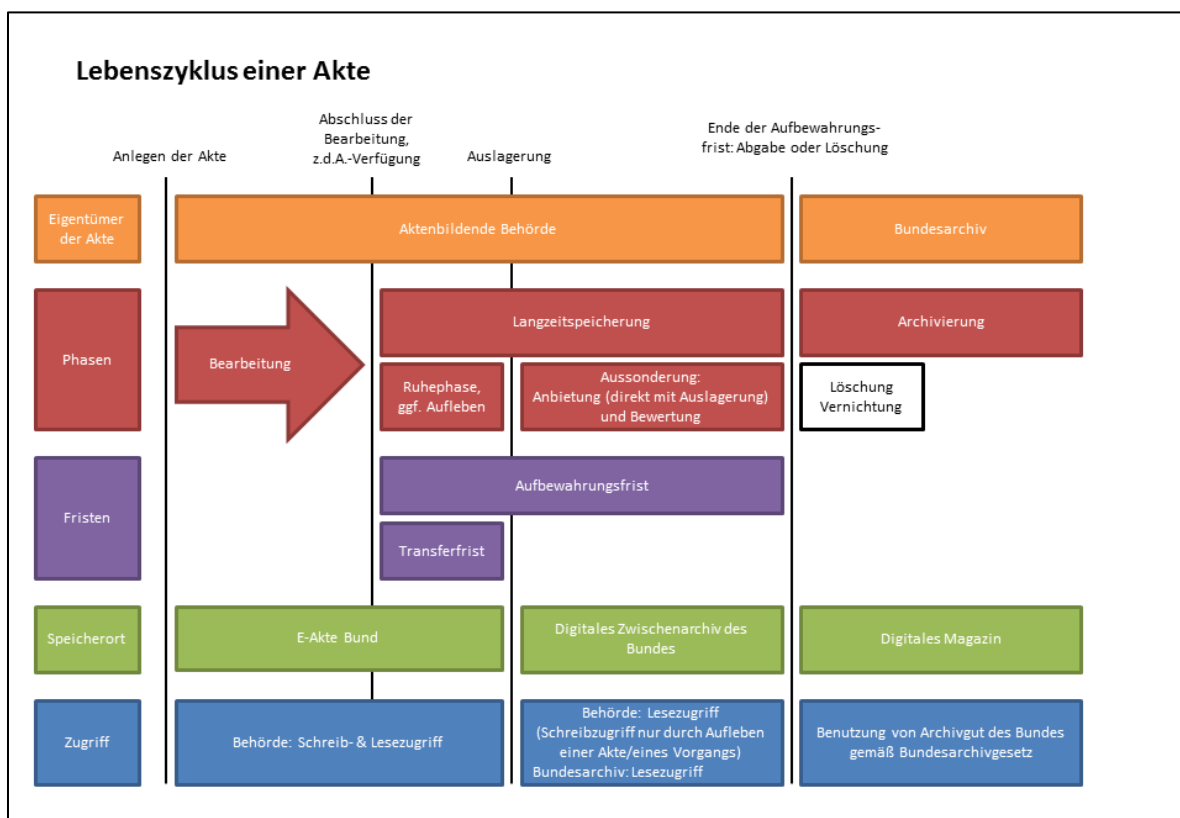 Lebenszyklus einer Akte
Anlegen der Akte
Abschluss der
Bearbeitung,
z.d.A.-Verfügung
Auslagerung
Ende der Aufbewahrungs-
frist: Abgabe oder Löschung
Eigentümer
der Akte
Aktenbildende Behörde
Bundesarchiv
Phasen
Bearbeitung
Langzeitspeicherung
Archivierung
Ruhephase,
ggf. Aufleben
Aussonderung:
Anbietung (direkt mit Auslagerung)
und Bewertung
Löschung
Vernichtung
Fristen
Aufbewahrungsfrist
Transferfrist
Speicherort
E-Akte Bund
Digitales Zwischenarchiv des
Bundes
Digitales Magazin
Zugriff
Behörde: Schreib- & Lesezugriff
Behörde: Lesezugriff
(Schreibzugriff nur durch Aufleben
einer Akte/eines Vorgangs)
Bundesarchiv: Lesezugriff
Benutzung von Archivgut des Bundes
gemäß Bundesarchivgesetz